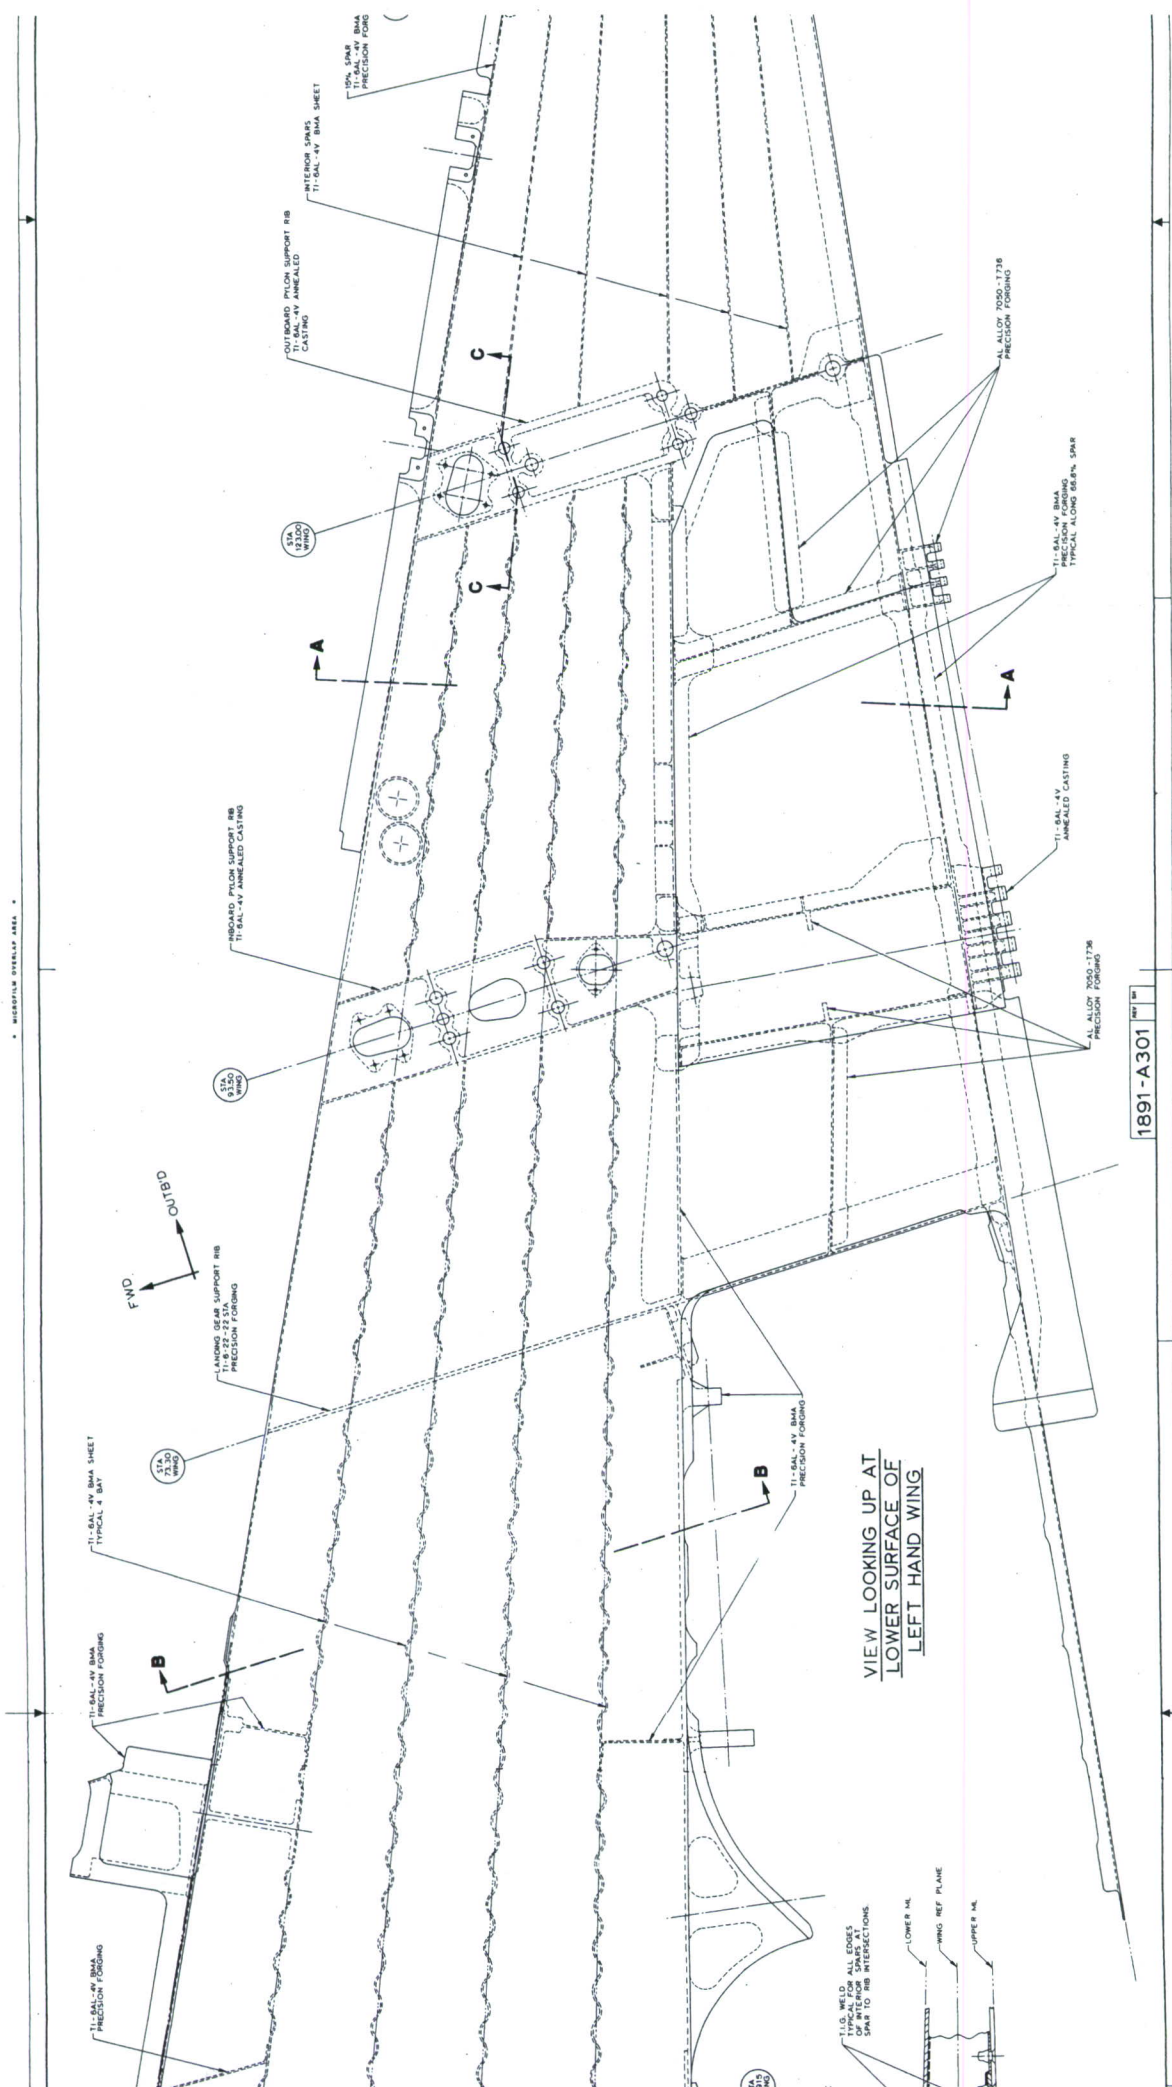 * MICROFILM OVERLAP AREA *
15% SPAR
TI-6AL-4V BMA
PRECISION FORG
INTERIOR SPARS
TI-6AL-4V BMA SHEET
OUTBOARD PYLON SUPPORT RIB
TI-6AL-4V ANNEALED
CASTING
C
C
STA
123.00
WING
A
A
AL ALLOY 7050-T736
PRECISION FORGING
TI-6AL-4V BMA
PRECISION FORGING
TYPICAL ALONG 66.8% SPAR
INBOARD PYLON SUPPORT RIB
TI-6AL-4V ANNEALED CASTING
TI-6AL-4V
ANNEALED CASTING
STA
93.50
WING
AL ALLOY 7050-T736
PRECISION FORGING
1891-A301
REV
SH
FWD.
OUTB'D
LANDING GEAR SUPPORT RIB
TI-6-22-22 STA
PRECISION FORGING
STA
73.30
WING
TI-6AL-4V BMA SHEET
TYPICAL 4 BAY
TI-6AL-4V BMA
PRECISION FORGING
B
B
TI-6AL-4V BMA
PRECISION FORGING
VIEW LOOKING UP AT
LOWER SURFACE OF
LEFT HAND WING
TI-6AL-4V BMA
PRECISION FORGING
T.I.G. WELD
TYPICAL FOR ALL EDGES
OF INTERIOR SPARS AT
SPAR TO RIB INTERSECTIONS.
LOWER ML
WING REF PLANE
UPPER ML